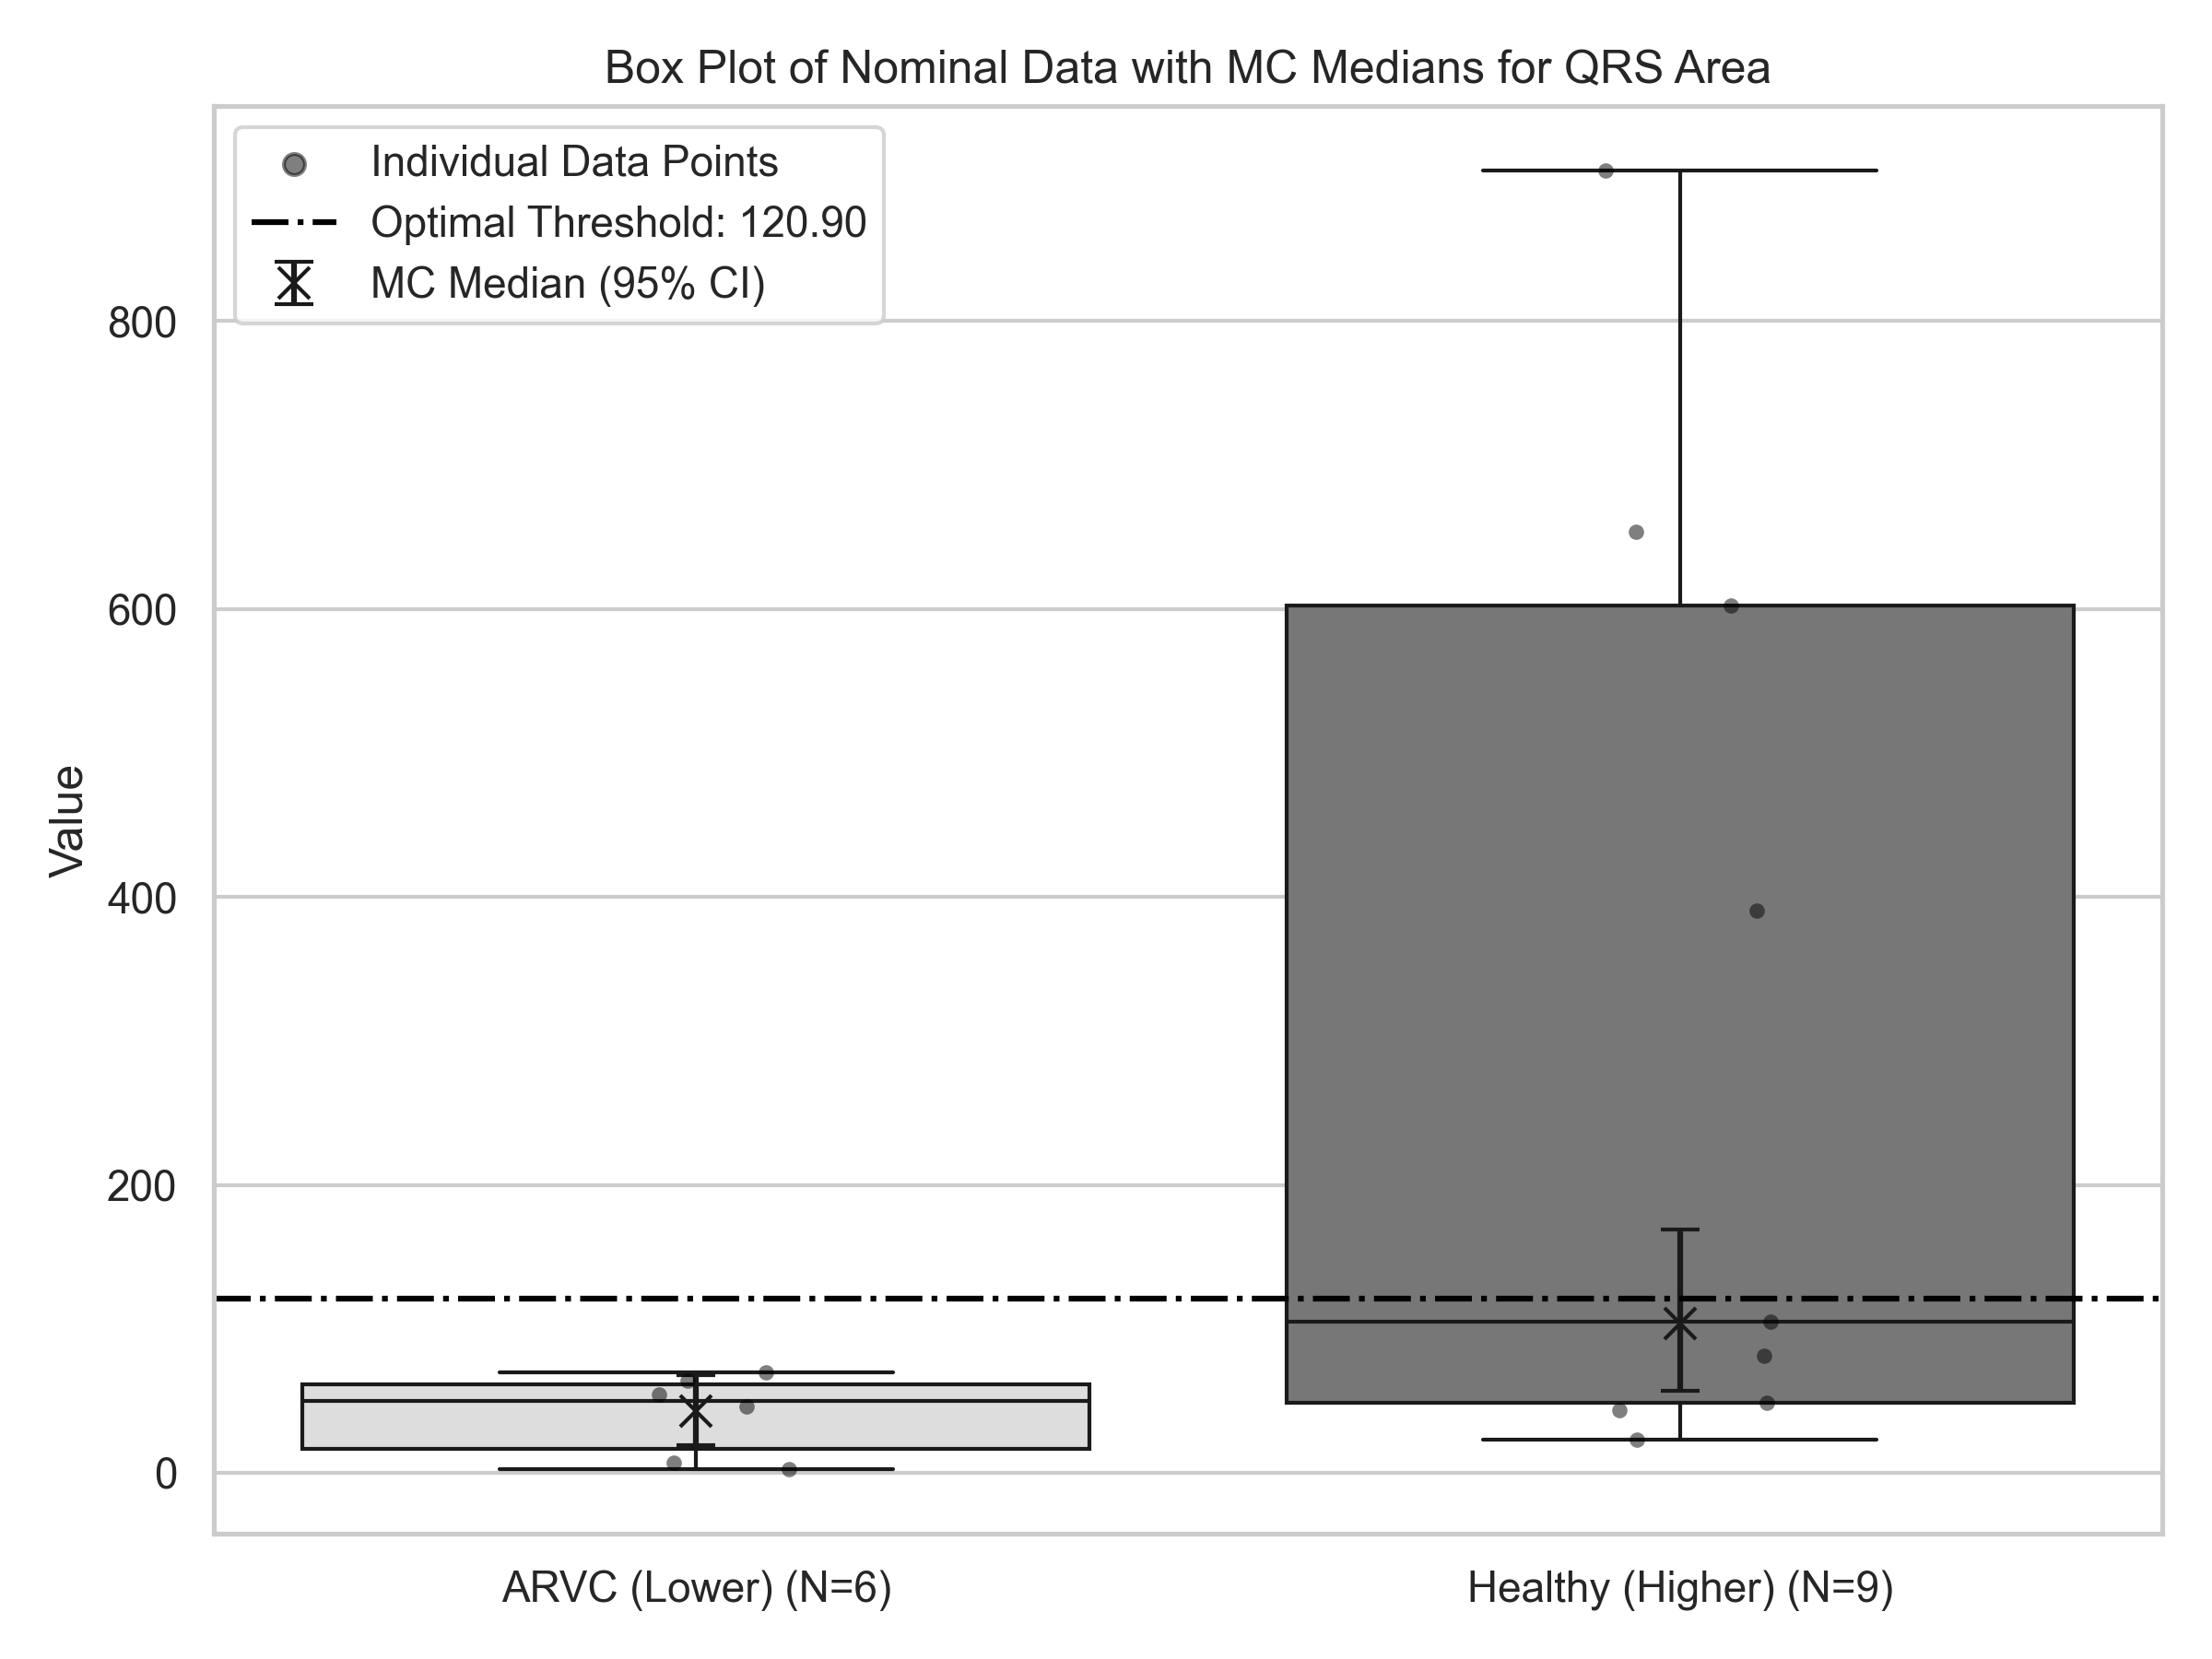 Box Plot of Nominal Data with MC Medians for QRS Area
Individual Data Points
Optimal Threshold: 120.90
MC Median (95% CI)
800
600
400
200
0
Value
ARVC (Lower) (N=6)
Healthy (Higher) (N=9)